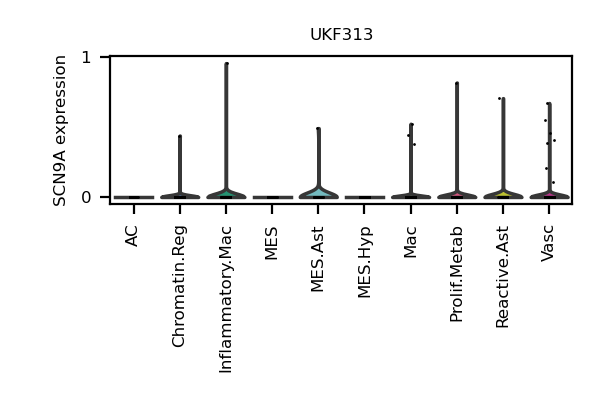 UKF313
SCN9A expression
1
0
AC
Chromatin.Reg
Inflammatory.Mac
MES
MES.Ast
MES.Hyp
Mac
Prolif.Metab
Reactive.Ast
Vasc